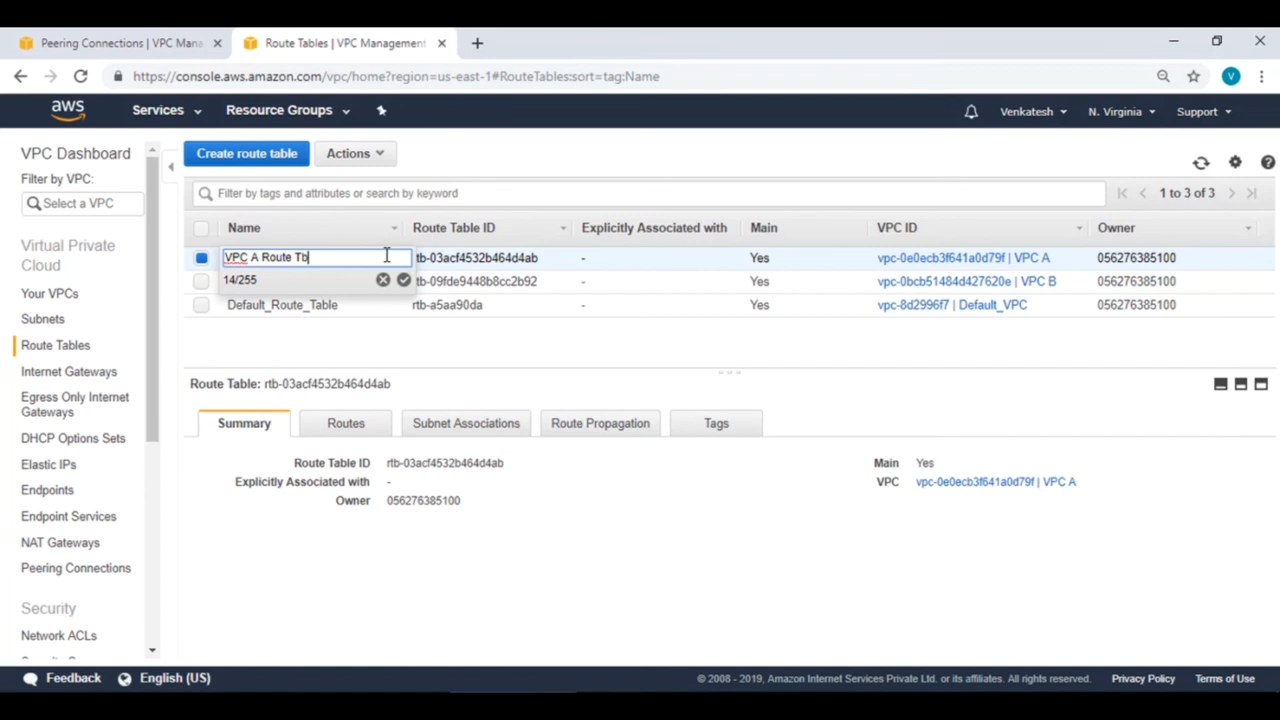 Peering Connections | VPC Mana
Route Tables | VPC Management
https://console.aws.amazon.com/vpc/home?region=us-east-1#RouteTables:sort=tag:Name
V
aws
Services
Resource Groups
Venkatesh
N. Virginia
Support
VPC Dashboard
Filter by VPC:
Select a VPC
Virtual Private
Cloud
Your VPCs
Subnets
Route Tables
Internet Gateways
Egress Only Internet
Gateways
DHCP Options Sets
Elastic IPs
Endpoints
Endpoint Services
NAT Gateways
Peering Connections
Security
Network ACLs
Create route table
Actions
Filter by tags and attributes or search by keyword
1 to 3 of 3
Name Route Table ID Explicitly Associated with Main VPC ID Owner
VPC A Route Tb rtb-03acf4532b464d4ab - Yes vpc-0e0ecb3f641a0d79f | VPC A 056276385100
14/255 rtb-09fde9448b8cc2b92 - Yes vpc-0bcb51484d427620e | VPC B 056276385100
Default_Route_Table rtb-a5aa90da - Yes vpc-8d2996f7 | Default_VPC 056276385100
Route Table: rtb-03acf4532b464d4ab
Summary Routes Subnet Associations Route Propagation Tags
Route Table ID rtb-03acf4532b464d4ab Main Yes
Explicitly Associated with - VPC vpc-0e0ecb3f641a0d79f | VPC A
Owner 056276385100
Feedback English (US)
© 2008 - 2019, Amazon Internet Services Private Ltd. or its affiliates. All rights reserved. Privacy Policy Terms of Use